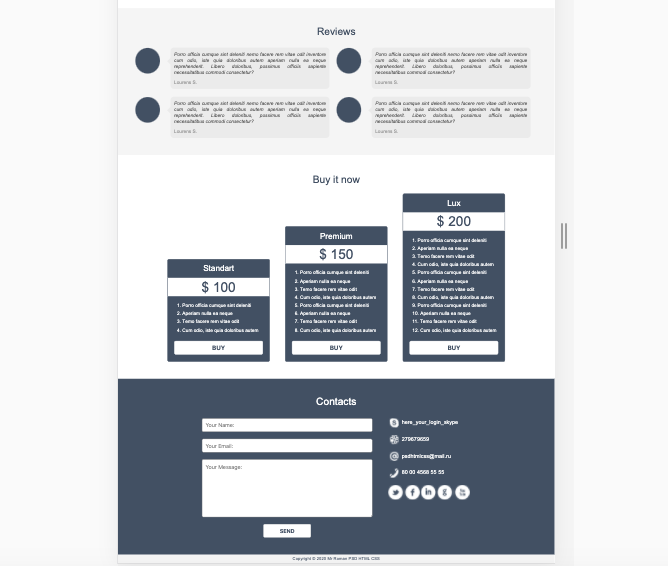 Reviews
Porro officia cumque sint deleniti nemo facere rem vitae odit inventore
cum odio, iste quia doloribus autem aperiam nulla ea neque
reprehenderit. Libero doloribus, possimus officiis sapiente
necessitatibus commodi consectetur?
Laurens S.
Porro officia cumque sint deleniti nemo facere rem vitae odit inventore
cum odio, iste quia doloribus autem aperiam nulla ea neque
reprehenderit. Libero doloribus, possimus officiis sapiente
necessitatibus commodi consectetur?
Laurens S.
Porro officia cumque sint deleniti nemo facere rem vitae odit inventore
cum odio, iste quia doloribus autem aperiam nulla ea neque
reprehenderit. Libero doloribus, possimus officiis sapiente
necessitatibus commodi consectetur?
Laurens S.
Porro officia cumque sint deleniti nemo facere rem vitae odit inventore
cum odio, iste quia doloribus autem aperiam nulla ea neque
reprehenderit. Libero doloribus, possimus officiis sapiente
necessitatibus commodi consectetur?
Laurens S.
Buy it now
Standart
$ 100
1. Porro officia cumque sint deleniti
2. Aperiam nulla ea neque
3. Temo facere rem vitae odit
4. Cum odio, iste quia doloribus autem
BUY
Premium
$ 150
1. Porro officia cumque sint deleniti
2. Aperiam nulla ea neque
3. Temo facere rem vitae odit
4. Cum odio, iste quia doloribus autem
5. Porro officia cumque sint deleniti
6. Aperiam nulla ea neque
7. Temo facere rem vitae odit
8. Cum odio, iste quia doloribus autem
BUY
Lux
$ 200
1. Porro officia cumque sint deleniti
2. Aperiam nulla ea neque
3. Temo facere rem vitae odit
4. Cum odio, iste quia doloribus autem
5. Porro officia cumque sint deleniti
6. Aperiam nulla ea neque
7. Temo facere rem vitae odit
8. Cum odio, iste quia doloribus autem
9. Porro officia cumque sint deleniti
10. Aperiam nulla ea neque
11. Temo facere rem vitae odit
12. Cum odio, iste quia doloribus autem
BUY
Contacts
Your Name:
Your Email:
Your Message:
SEND
here_your_login_skype
279679659
psdhtmlcss@mail.ru
80 00 4568 55 55
Copyright © 2025 Mr Roman PSD HTML CSS